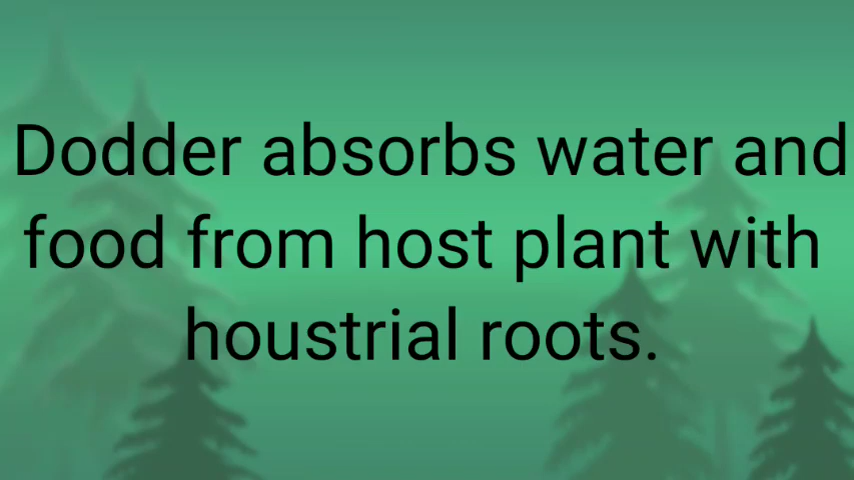 Dodder absorbs water and
food from host plant with
houstrial roots.